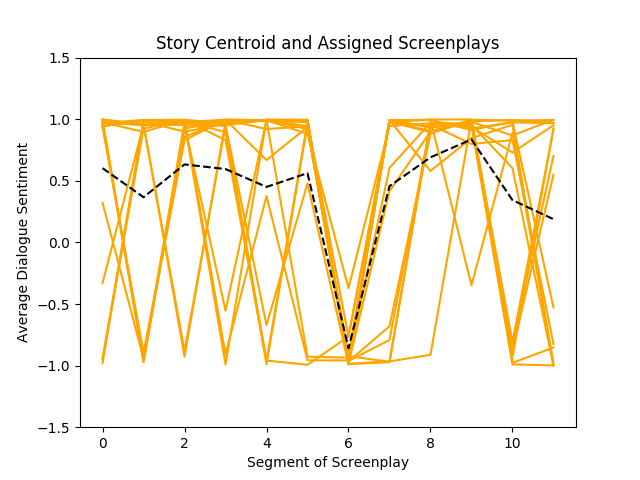 Story Centroid and Assigned Screenplays
1.5
1.0
0.5
0.0
−0.5
−1.0
−1.5
Average Dialogue Sentiment
0 2 4 6 8 10
Segment of Screenplay